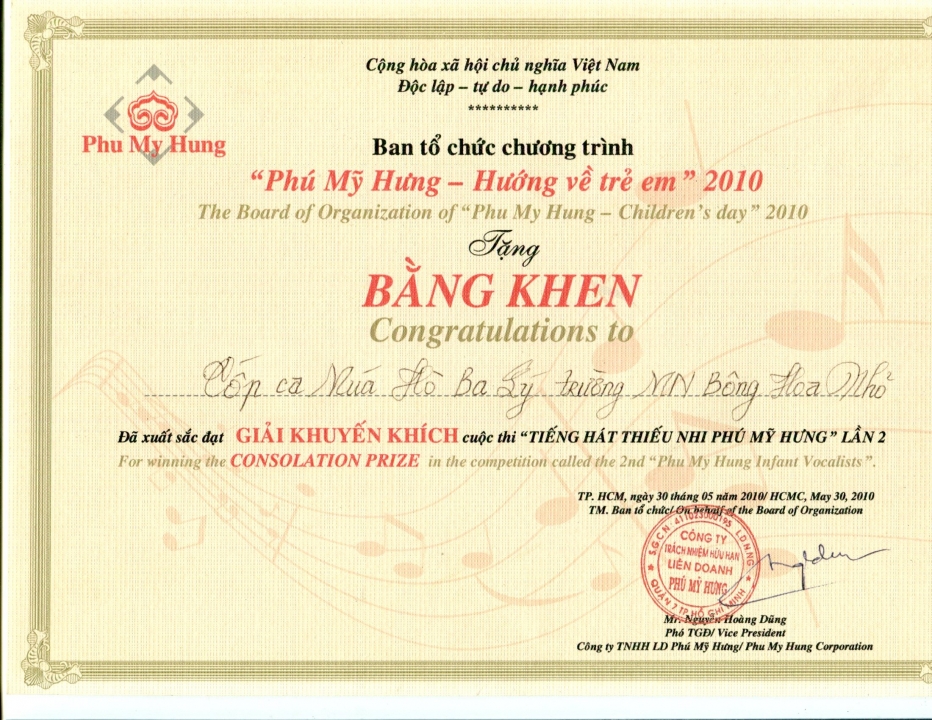 Cộng hòa xã hội chủ nghĩa Việt Nam
Độc lập – tự do – hạnh phúc
**********
Phu My Hung
Ban tổ chức chương trình
“Phú Mỹ Hưng – Hướng về trẻ em” 2010
The Board of Organization of “Phu My Hung – Children’s day” 2010
Tặng
BẰNG KHEN
Congratulations to
Tốp ca Múa Hò Ba Lý trường MN Bông Hoa Nhỏ
Đã xuất sắc đạt GIẢI KHUYẾN KHÍCH cuộc thi “TIẾNG HÁT THIẾU NHI PHÚ MỸ HƯNG” LẦN 2
For winning the CONSOLATION PRIZE in the competition called the 2nd “Phu My Hung Infant Vocalists”.
TP. HCM, ngày 30 tháng 05 năm 2010/ HCMC, May 30, 2010
TM. Ban tổ chức/ On behalf of the Board of Organization
CÔNG TY
TRÁCH NHIỆM HỮU HẠN
LIÊN DOANH
PHÚ MỸ HƯNG
QUẬN 7 TP HỒ CHÍ MINH
Mr. Nguyễn Hoàng Dũng
Phó TGĐ/ Vice President
Công ty TNHH LD Phú Mỹ Hưng/ Phu My Hung Corporation